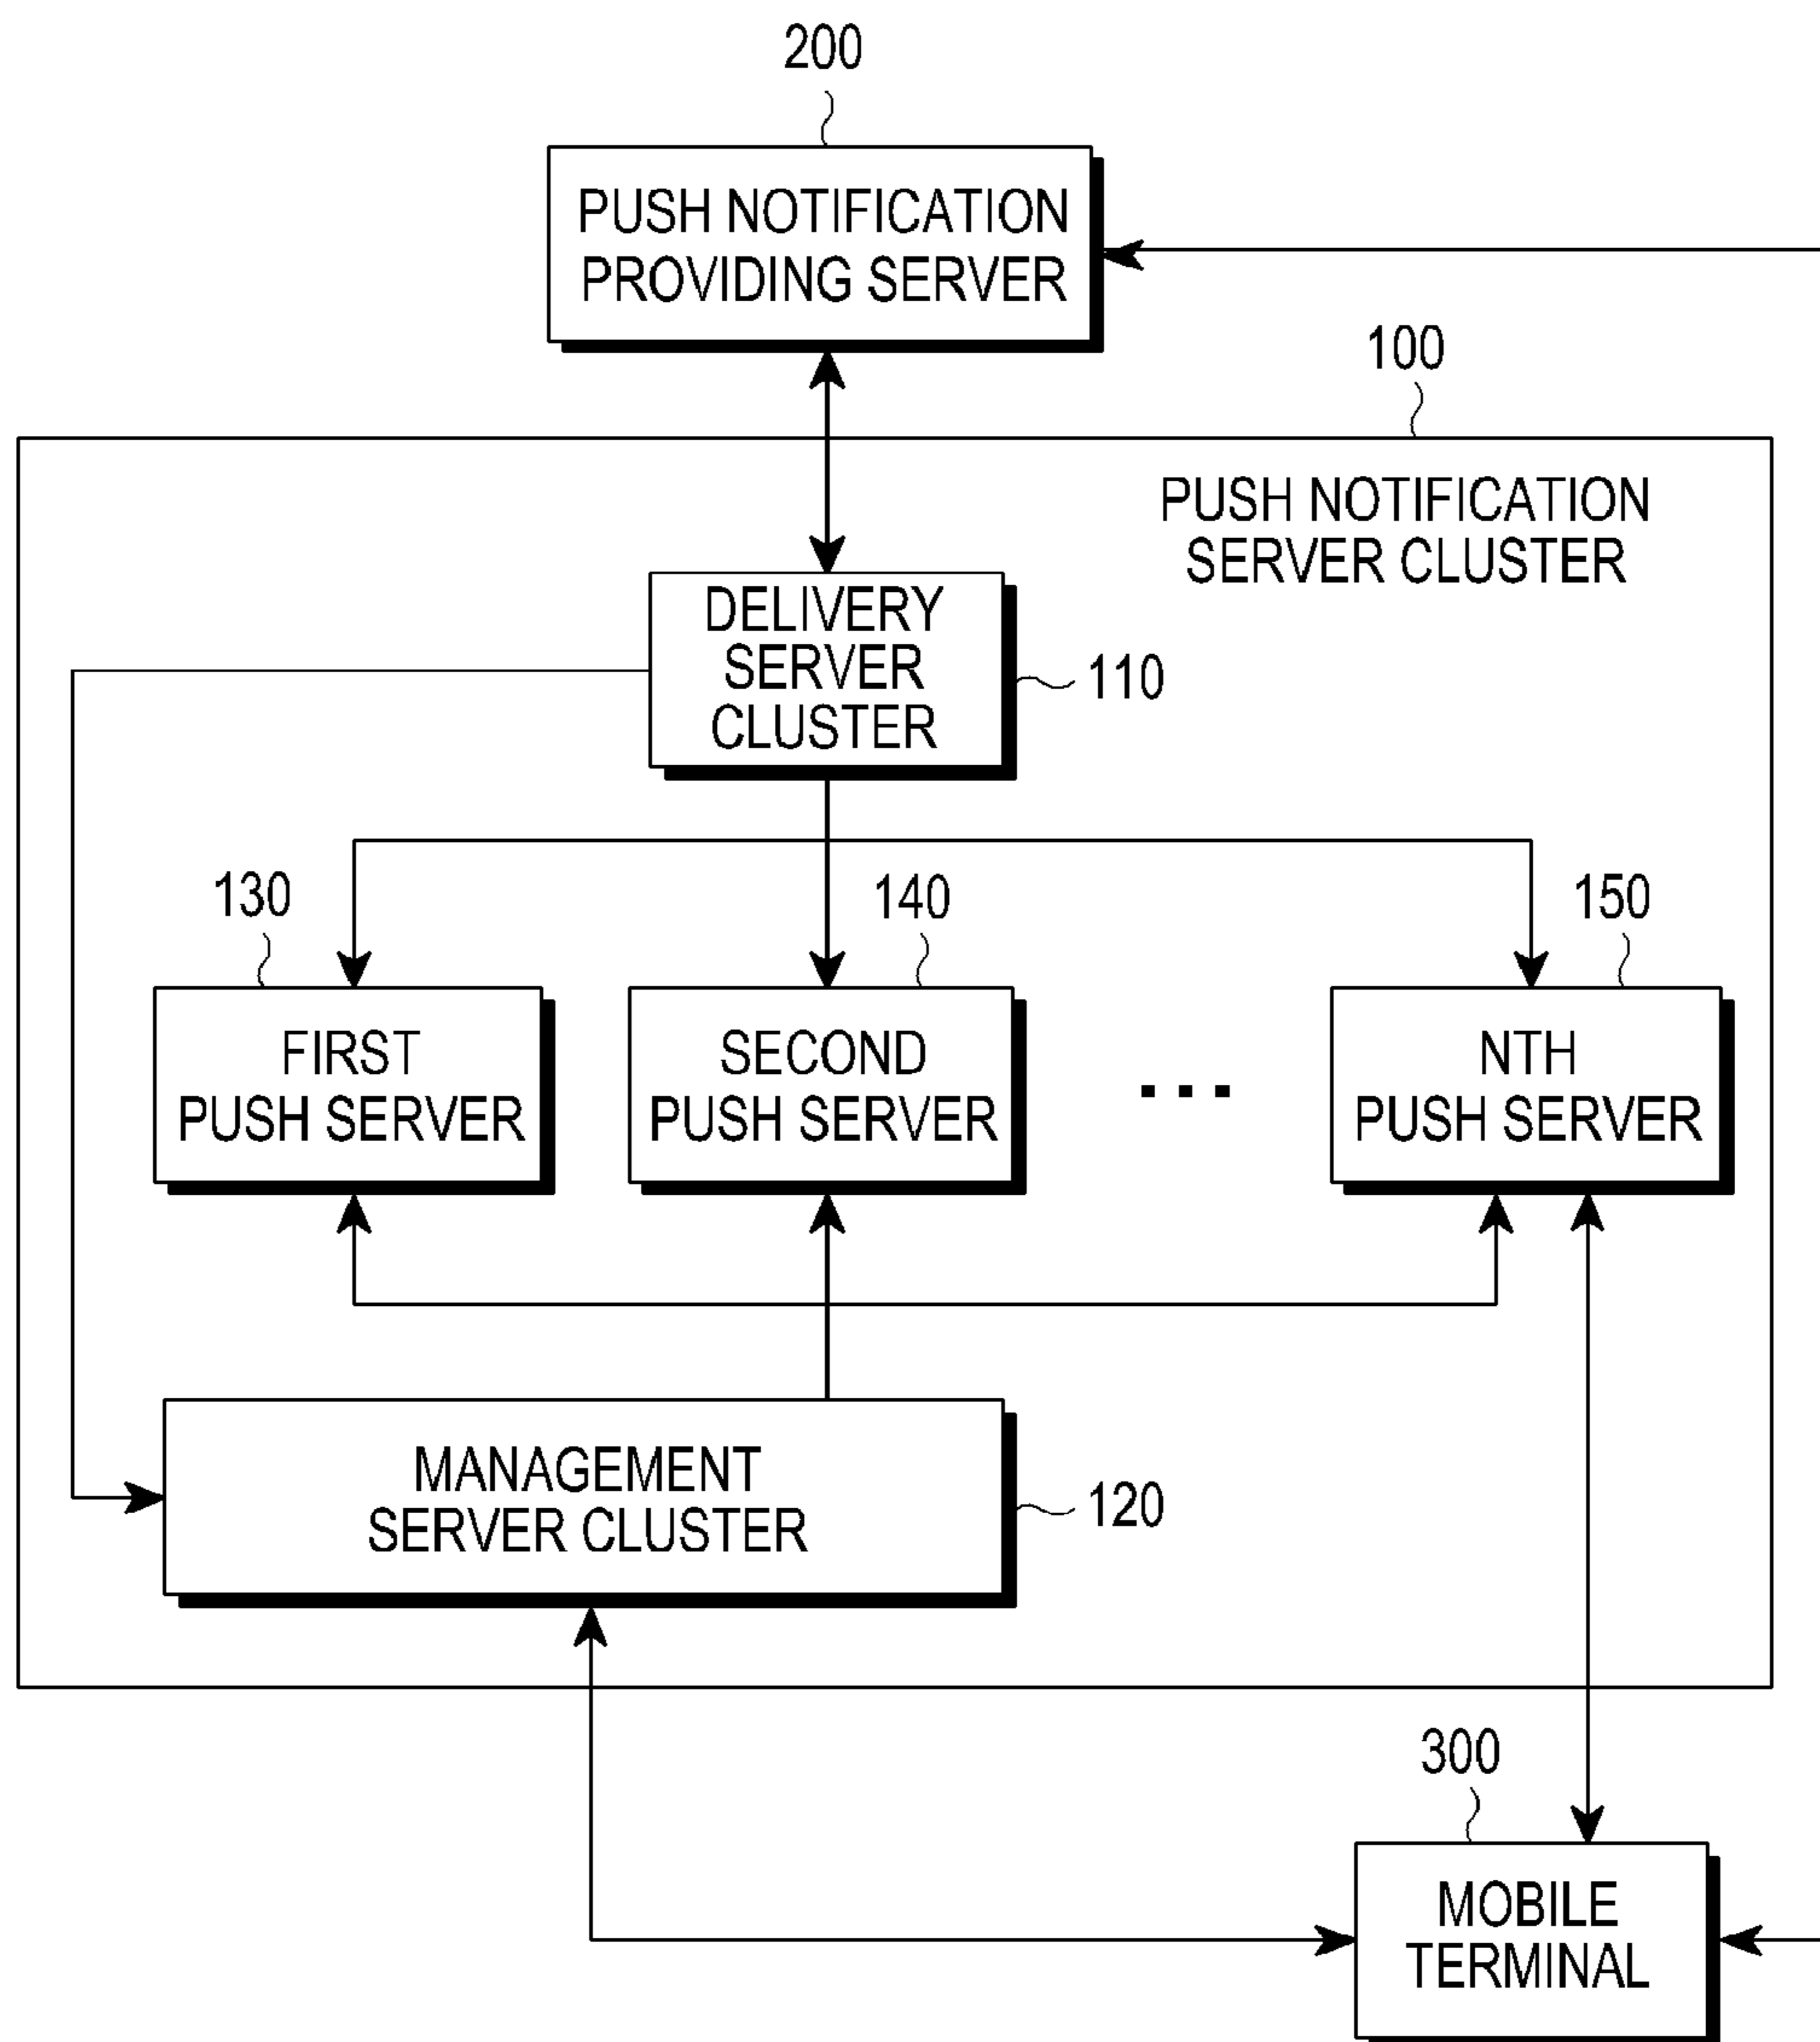 200
PUSH NOTIFICATION
PROVIDING SERVER
100
PUSH NOTIFICATION
SERVER CLUSTER
DELIVERY
SERVER
CLUSTER
110
130
140
150
FIRST
PUSH SERVER
SECOND
PUSH SERVER
...
NTH
PUSH SERVER
MANAGEMENT
SERVER CLUSTER
120
300
MOBILE
TERMINAL